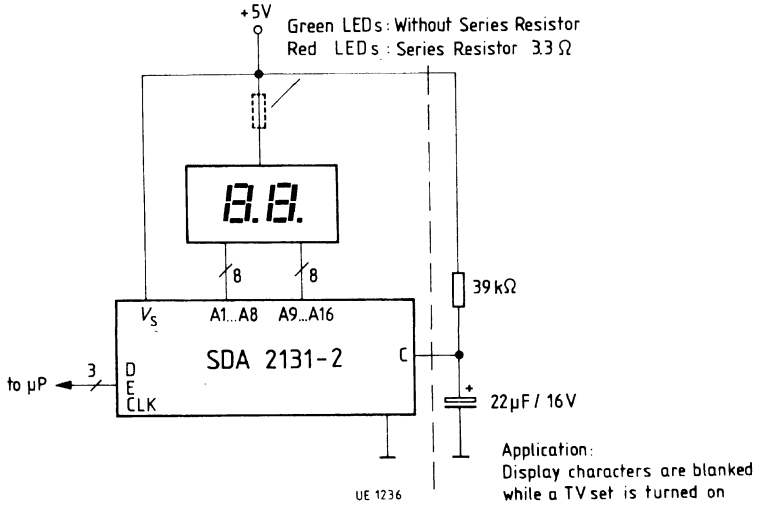 +5V
Green LEDs: Without Series Resistor
Red LEDs: Series Resistor 3.3 Ω
8.8.
8
8
39kΩ
VS
A1...A8
A9...A16
SDA 2131-2
C
3
to µP
D
E
CLK
+
22µF/16V
Application:
Display characters are blanked
while a TV set is turned on
UE 1236